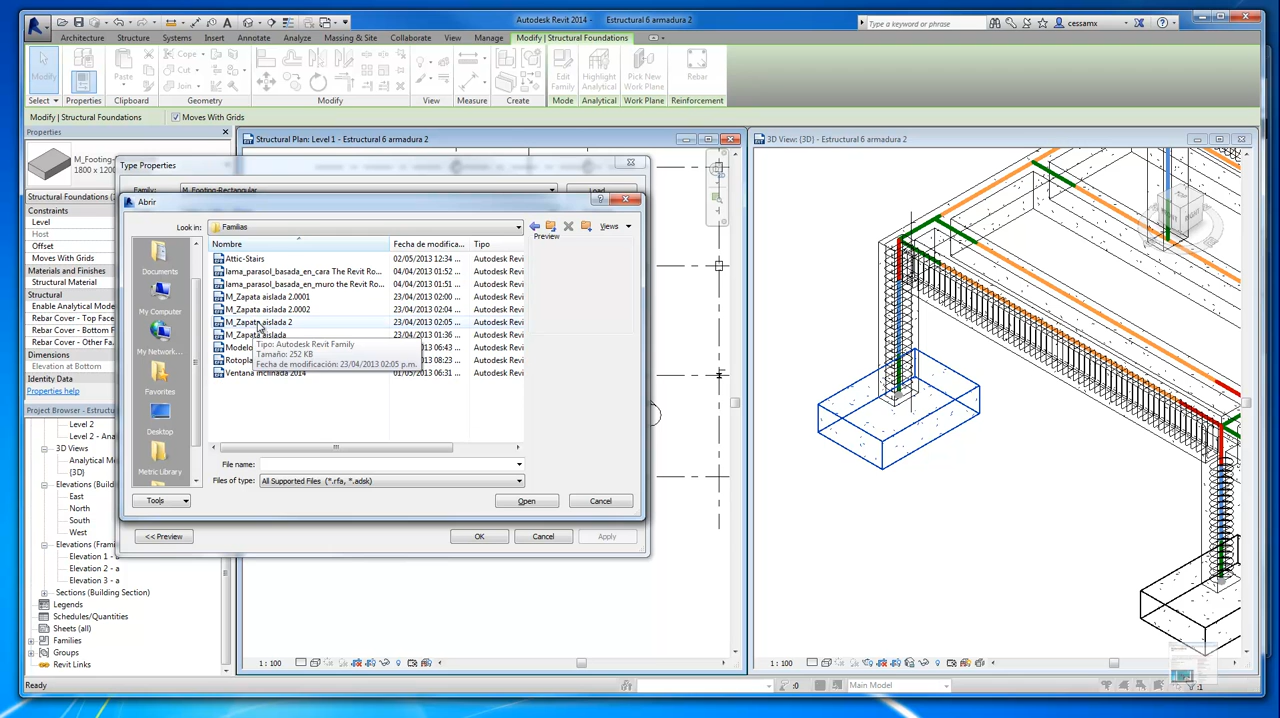 Autodesk Revit 2014 - Estructural 6 armadura 2
Type a keyword or phrase
cessamx
Architecture Structure Systems Insert Annotate Analyze Massing & Site Collaborate View Manage Modify | Structural Foundations
Modify Paste Cope Cut Join Edit Family Highlight Analytical Pick New Work Plane Rebar
Select Properties Clipboard Geometry Modify View Measure Create Mode Analytical Work Plane Reinforcement
Modify | Structural Foundations Moves With Grids
Properties
M_Footing-
1800 x 1200
Structural Foundations (
Constraints
Level
Host
Offset
Moves With Grids
Materials and Finishes
Structural Material
Structural
Enable Analytical Mode
Rebar Cover - Top F
Rebar Cover - Bottom F
Rebar Cover - Other Fa
Dimensions
Elevation at Bottom
Identity Data
Properties help
Project Browser - Estructu
Level 2
Level 2 - Ana
3D Views
Analytical M
{3D}
Elevations (Build
East
North
South
West
Elevations (Frami
Elevation 1 - a
Elevation 2 - a
Elevation 3 - a
Sections (Building Section)
Legends
Schedules/Quantities
Sheets (all)
Families
Groups
Revit Links
Structural Plan: Level 1 - Estructural 6 armadura 2
Type Properties
Family: M_Footing-Rectangular Load...
Abrir
Look in: Familias Views
Nombre Fecha de modifica... Tipo
Attic-Stairs 02/05/2013 12:34 ... Autodesk Revi
lama_parasol_basada_en_cara The Revit Ro... 04/04/2013 01:52 ... Autodesk Revi
lama_parasol_basada_en_muro the Revit Ro... 04/04/2013 01:51 ... Autodesk Revi
M_Zapata aislada 2.0001 23/04/2013 02:00 ... Autodesk Revi
M_Zapata aislada 2.0002 23/04/2013 02:04 ... Autodesk Revi
M_Zapata aislada 2 23/04/2013 02:05 ... Autodesk Revi
M_Zapata aislada 23/04/2013 01:36 ... Autodesk Revi
Modelo
Rotopla
Ventana inclinada 2014 01/05/2013 06:31 ... Autodesk Revi
Tipo: Autodesk Revit Family
Tamaño: 252 KB
Fecha de modificación: 23/04/2013 02:05 p.m.
Preview
Documents
My Computer
My Network...
Favorites
Desktop
Metric Library
File name:
Files of type: All Supported Files (*.rfa, *.adsk)
Tools Open Cancel
<< Preview OK Cancel Apply
3D View: {3D} - Estructural 6 armadura 2
1 : 100
1 : 100
Ready
:0
Main Model
:1